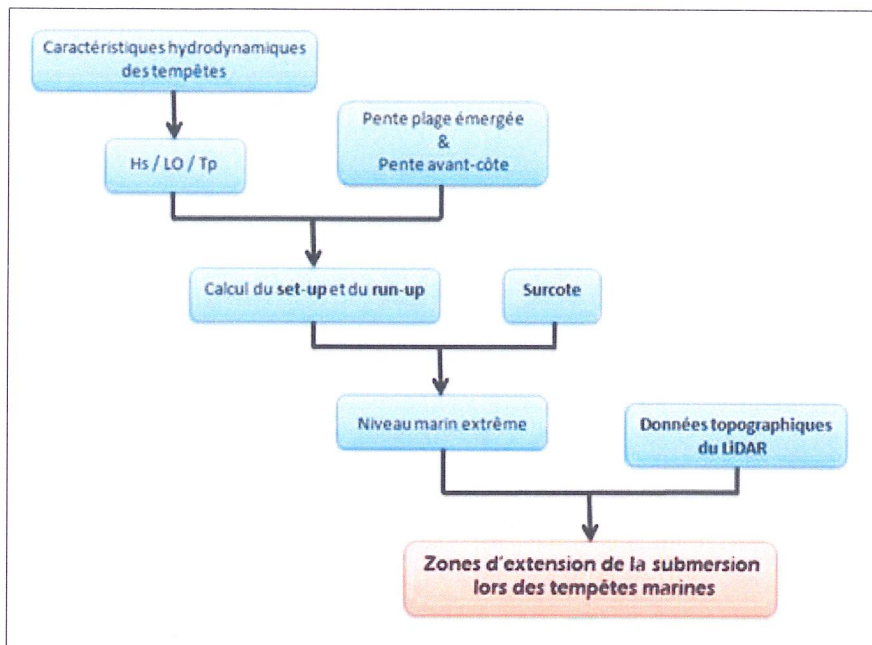 Caractéristiques hydrodynamiques
des tempêtes
Pente plage émergée
&
Pente avant-côte
Hs / LO / Tp
Calcul du set-up et du run-up
Surcote
Niveau marin extrême
Données topographiques
du LiDAR
Zones d'extension de la submersion
lors des tempêtes marines